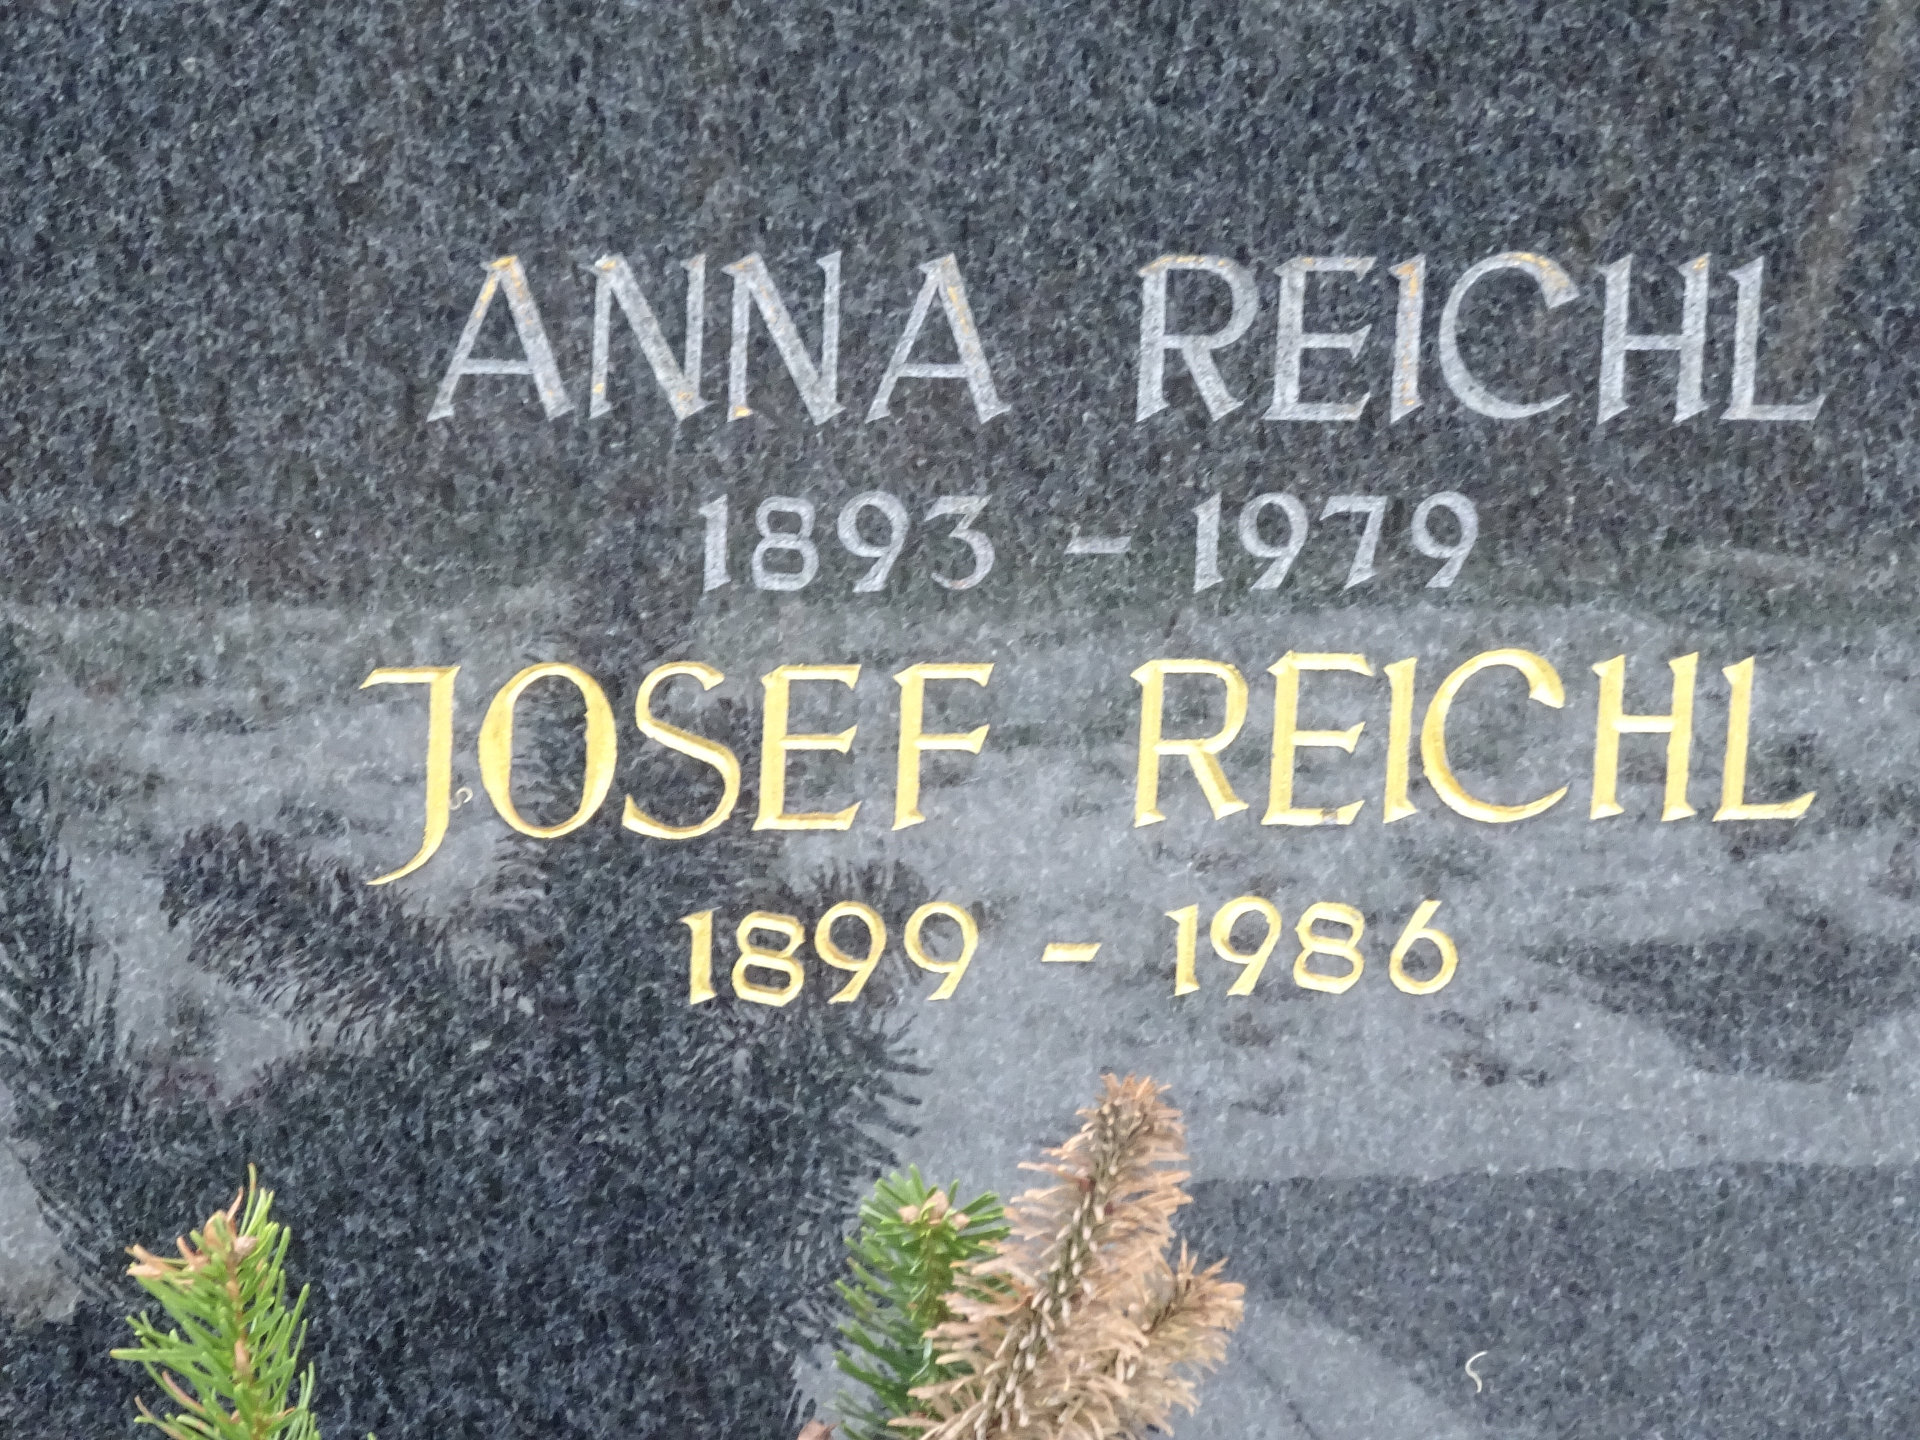 ANNA REICHL
1893 - 1979
JOSEF REICHL
1899 - 1986